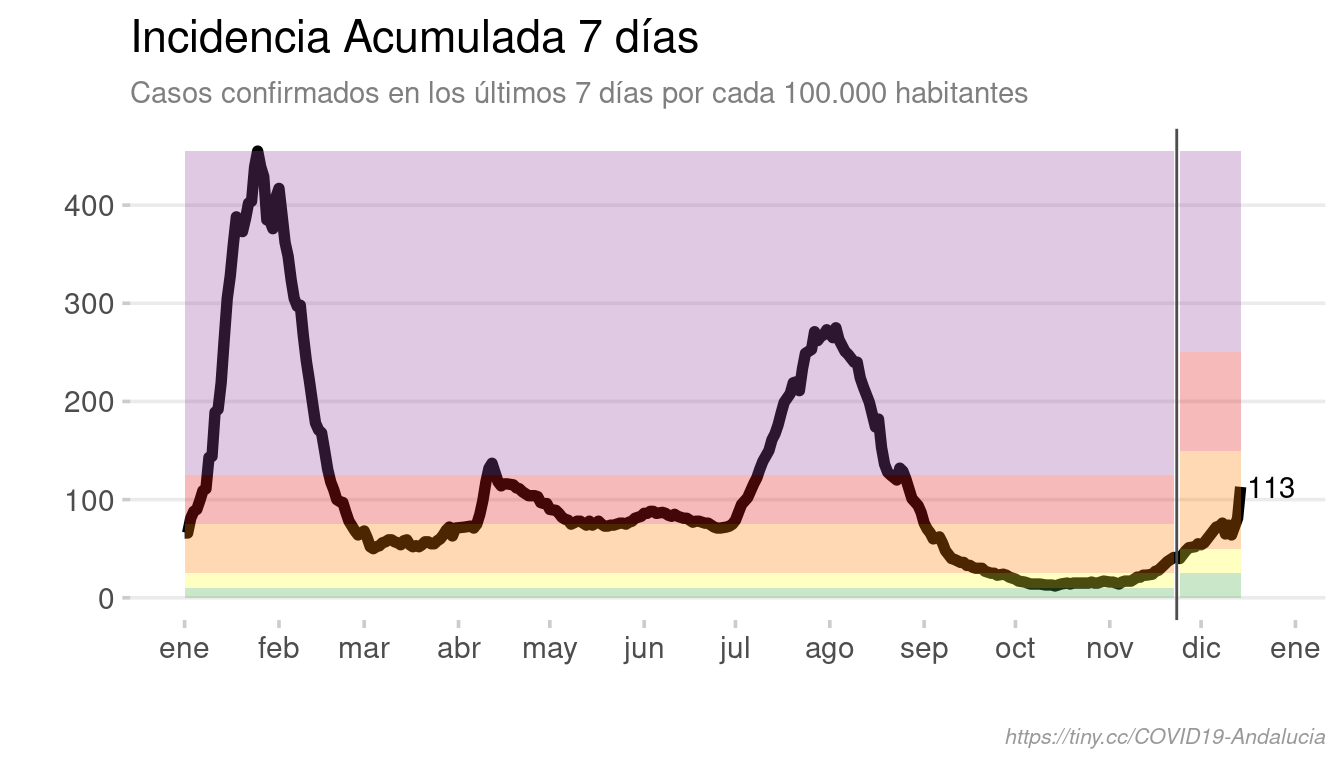 Incidencia Acumulada 7 días
Casos confirmados en los últimos 7 días por cada 100.000 habitantes
400
300
200
100
0
113
ene feb mar abr may jun jul ago sep oct nov dic ene
https://tiny.cc/COVID19-Andalucia